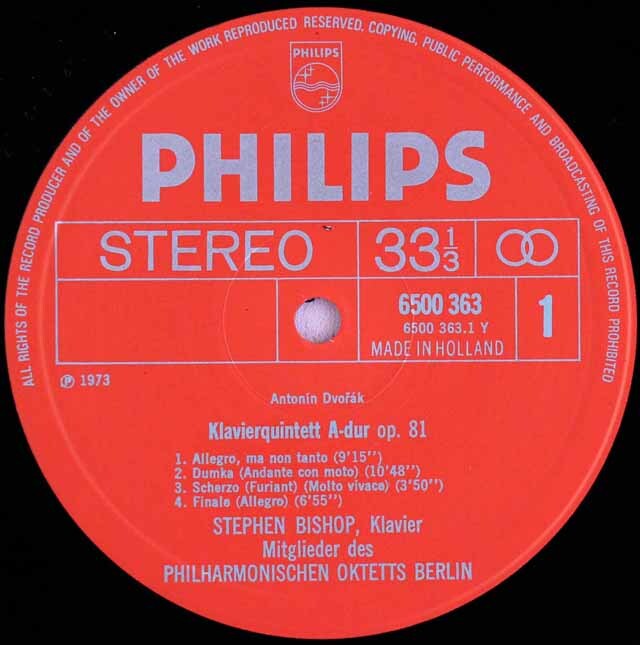 ALL RIGHTS OF THE RECORD PRODUCER AND OF THE OWNER OF THE WORK REPRODUCED RESERVED. COPYING, PUBLIC PERFORMANCE AND BROADCASTING OF THIS RECORD PROHIBITED
PHILIPS
PHILIPS
STEREO 33 1/3
6500 363
6500 363.1 Y
MADE IN HOLLAND
1
℗ 1973
Antonín Dvořák
Klavierquintett A-dur op. 81
1. Allegro, ma non tanto (9'15'')
2. Dumka (Andante con moto) (10'48'')
3. Scherzo (Furiant) (Molto vivace) (3'50'')
4. Finale (Allegro) (6'55'')
STEPHEN BISHOP, Klavier
Mitglieder des
PHILHARMONISCHEN OKTETTS BERLIN